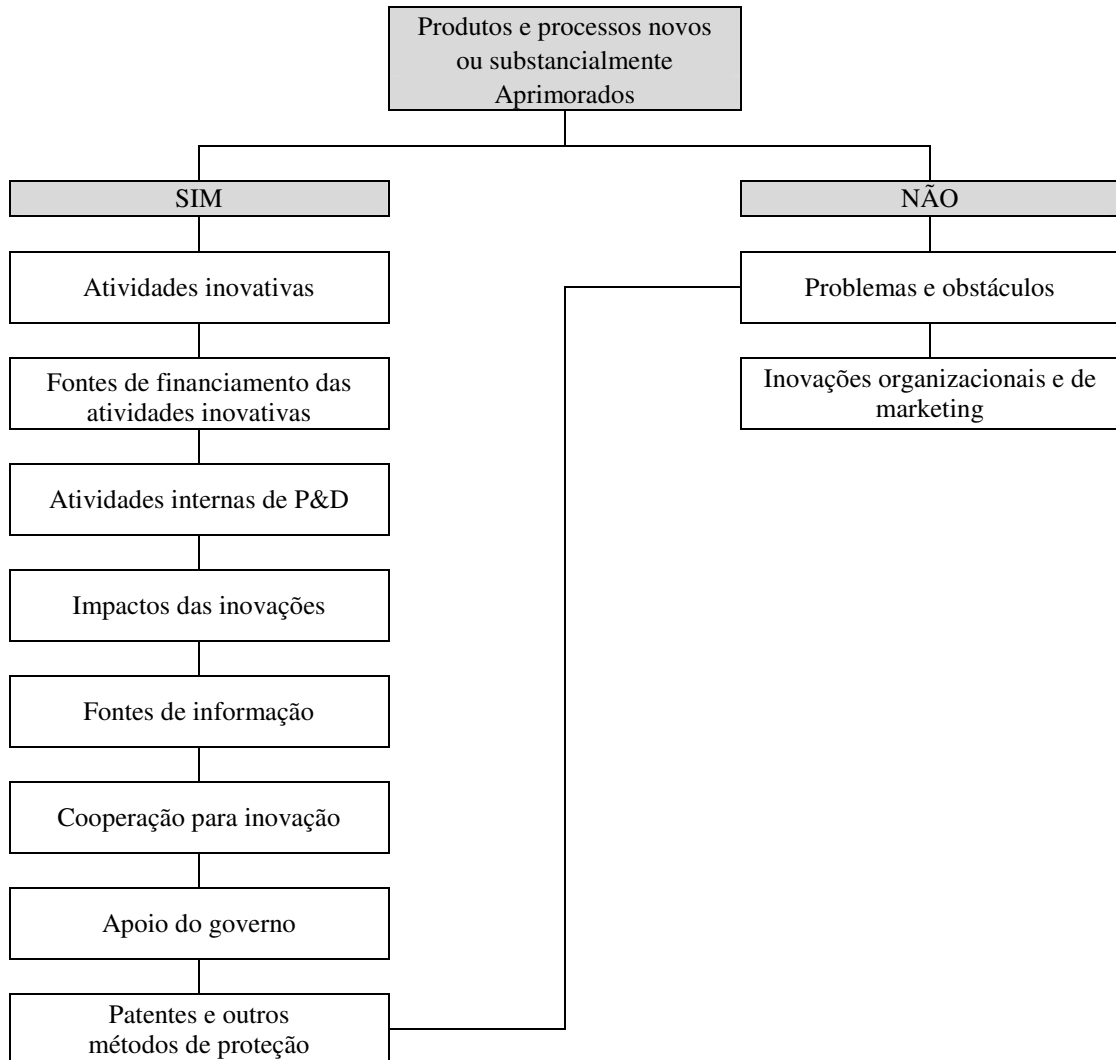 Produtos e processos novos
ou substancialmente
Aprimorados
SIM
NÃO
Atividades inovativas
Problemas e obstáculos
Fontes de financiamento das
atividades inovativas
Inovações organizacionais e de
marketing
Atividades internas de P&D
Impactos das inovações
Fontes de informação
Cooperação para inovação
Apoio do governo
Patentes e outros
métodos de proteção